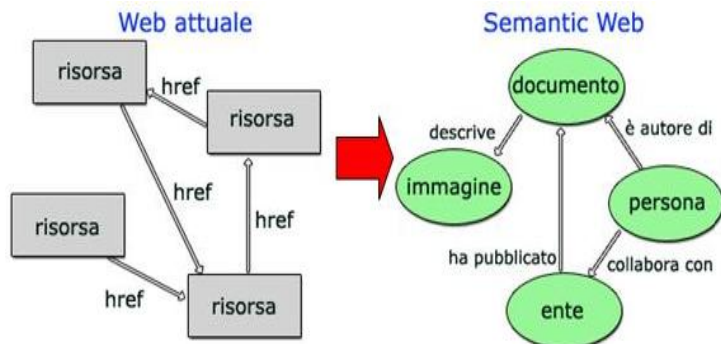 Web attuale
Semantic Web
risorsa
href
risorsa
href
href
risorsa
href
risorsa
documento
descrive
è autore di
immagine
persona
ha pubblicato
collabora con
ente